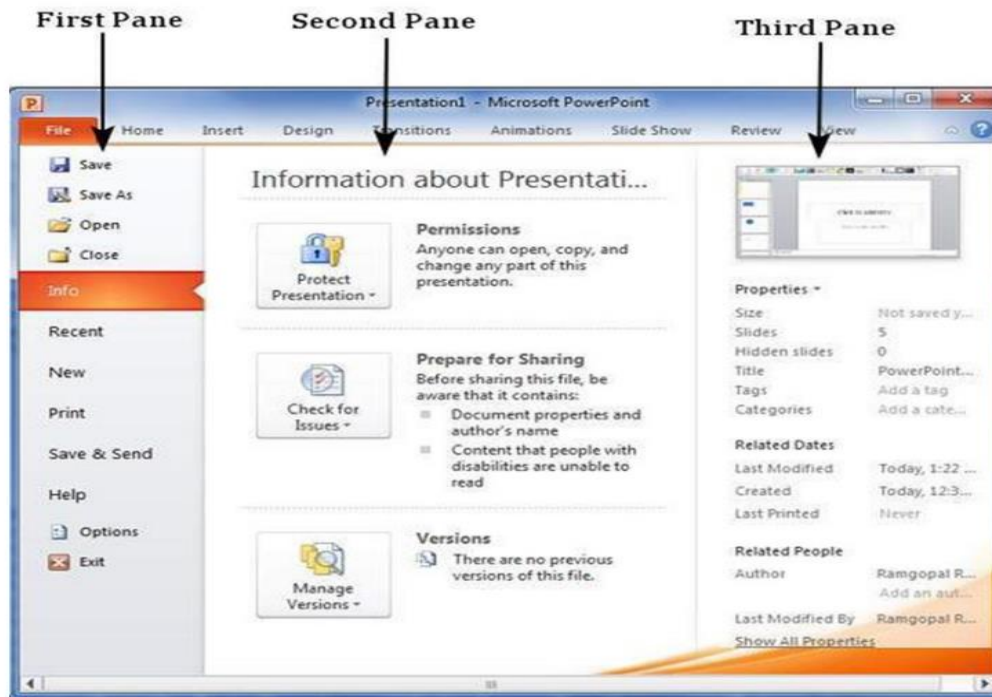 First Pane
Second Pane
Third Pane
Presentation1 - Microsoft PowerPoint
File Home Insert Design Transitions Animations Slide Show Review View
Save
Save As
Open
Close
Info
Recent
New
Print
Save & Send
Help
Options
Exit
Information about Presentati...
Protect
Presentation
Permissions
Anyone can open, copy, and
change any part of this
presentation.
Check for
Issues
Prepare for Sharing
Before sharing this file, be
aware that it contains:
Document properties and
author's name
Content that people with
disabilities are unable to
read
Manage
Versions
Versions
There are no previous
versions of this file.
Properties
Size Not saved y...
Slides 5
Hidden slides 0
Title PowerPoint...
Tags Add a tag
Categories Add a cate...
Related Dates
Last Modified Today, 1:22 ...
Created Today, 12:3...
Last Printed Never
Related People
Author Ramgopal R...
Add an aut...
Last Modified By Ramgopal R...
Show All Properties